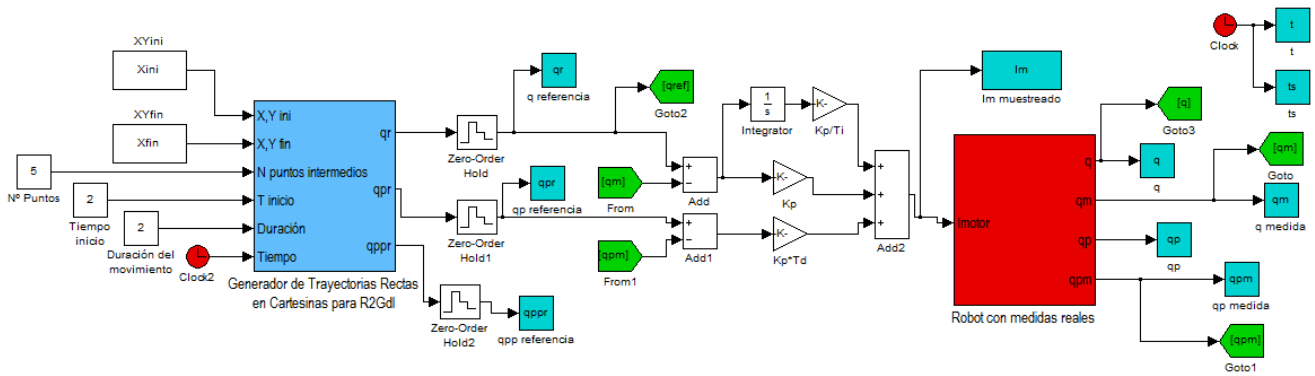 XYini
Xini
XYfin
Xfin
5
Nº Puntos
2
Tiempo
inicio
2
Duración del
movimiento
Clock2
X,Y ini
X,Y fin
N puntos intermedios
T inicio
Duración
Tiempo
qr
qpr
qppr
Generador de Trayectorias Rectas
en Cartesinas para R2Gdl
Zero-Order
Hold
Zero-Order
Hold1
Zero-Order
Hold2
qr
q referencia
qpr
qp referencia
qppr
qpp referencia
[qref]
Goto2
[qm]
From
[qpm]
From1
+
−
Add
+
−
Add1
1
s
Integrator
K-
Kp/Ti
K-
Kp
K-
Kp*Td
+
+
+
Add2
Im
Im muestreado
Imotor
q
qm
qp
qpm
Robot con medidas reales
[q]
Goto3
q
q
[qm]
Goto
qm
q medida
qp
qp
qpm
qp medida
[qpm]
Goto1
Clock
t
t
ts
ts